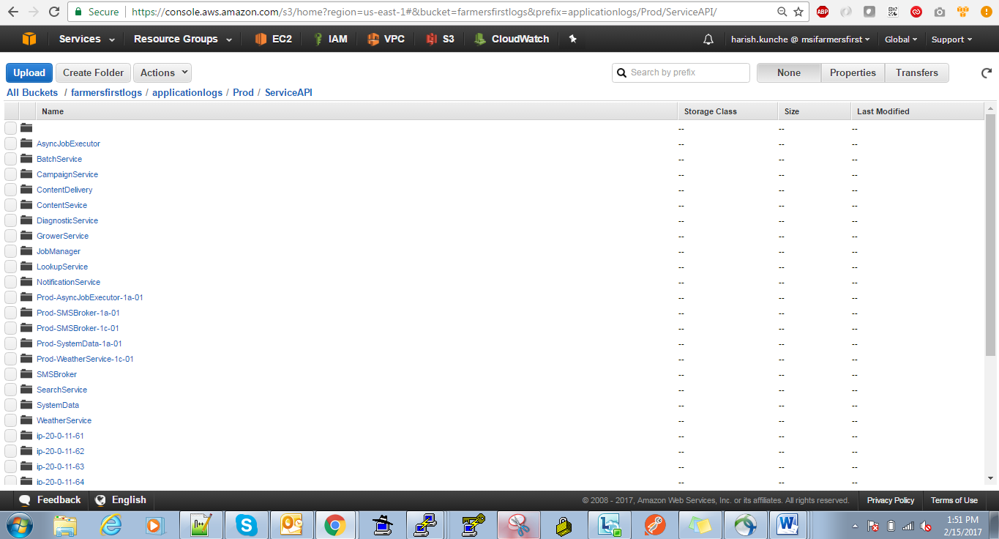 Secure https://console.aws.amazon.com/s3/home?region=us-east-1#&bucket=farmersfirstlogs&prefix=applicationlogs/Prod/ServiceAPI/ ABP
Services Resource Groups EC2 IAM VPC S3 CloudWatch harish.kunche @ msifarmersfirst Global Support
Upload Create Folder Actions Search by prefix None Properties Transfers
All Buckets / farmersfirstlogs / applicationlogs / Prod / ServiceAPI
Name Storage Class Size Last Modified
-- -- --
AsyncJobExecutor -- -- --
BatchService -- -- --
CampaignService -- -- --
ContentDelivery -- -- --
ContentSevice -- -- --
DiagnosticService -- -- --
GrowerService -- -- --
JobManager -- -- --
LookupService -- -- --
NotificationService -- -- --
Prod-AsyncJobExecutor-1a-01 -- -- --
Prod-SMSBroker-1a-01 -- -- --
Prod-SMSBroker-1c-01 -- -- --
Prod-SystemData-1a-01 -- -- --
Prod-WeatherService-1c-01 -- -- --
SMSBroker -- -- --
SearchService -- -- --
SystemData -- -- --
WeatherService -- -- --
ip-20-0-11-61 -- -- --
ip-20-0-11-62 -- -- --
ip-20-0-11-63 -- -- --
ip-20-0-11-64 -- -- --
Feedback English © 2008 - 2017, Amazon Web Services, Inc. or its affiliates. All rights reserved. Privacy Policy Terms of Use
1:51 PM
2/15/2017